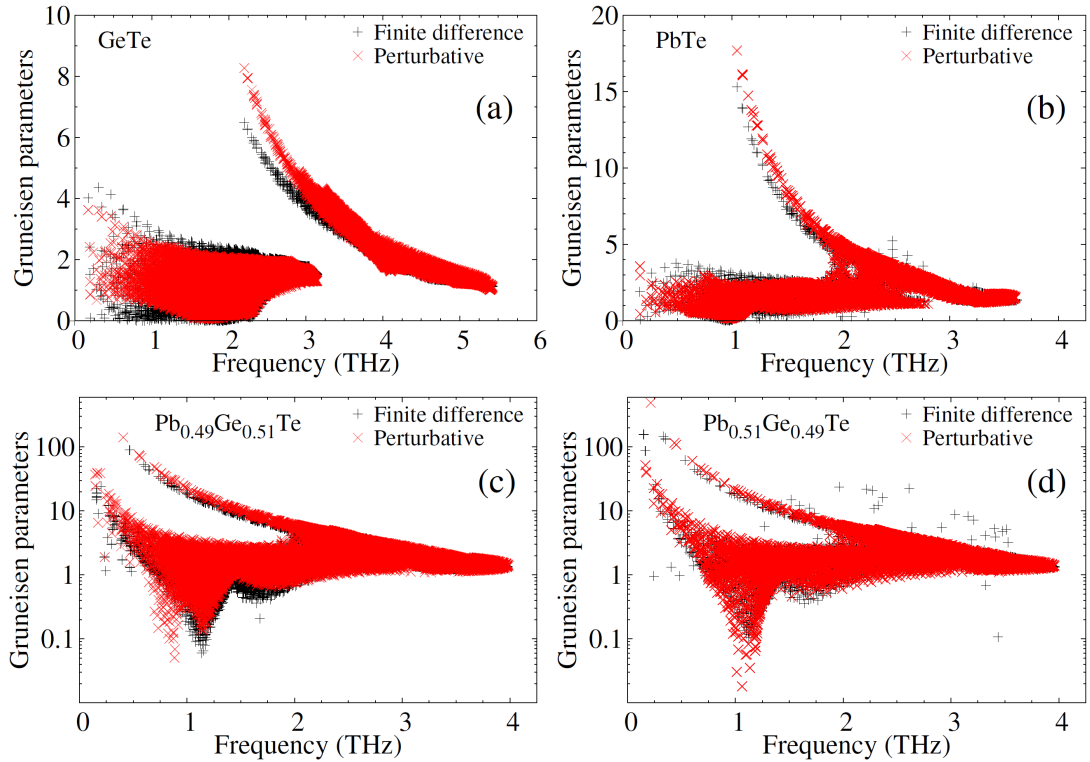 10
8
6
4
2
0
Gruneisen parameters
GeTe
+ Finite difference
× Perturbative
(a)
0 1 2 3 4 5 6
Frequency (THz)
20
15
10
5
0
Gruneisen parameters
PbTe
+ Finite difference
× Perturbative
(b)
0 1 2 3 4
Frequency (THz)
100
10
1
0.1
Gruneisen parameters
Pb0.49Ge0.51Te
+ Finite difference
× Perturbative
(c)
0 1 2 3 4
Frequency (THz)
100
10
1
0.1
Gruneisen parameters
Pb0.51Ge0.49Te
+ Finite difference
× Perturbative
(d)
0 1 2 3 4
Frequency (THz)